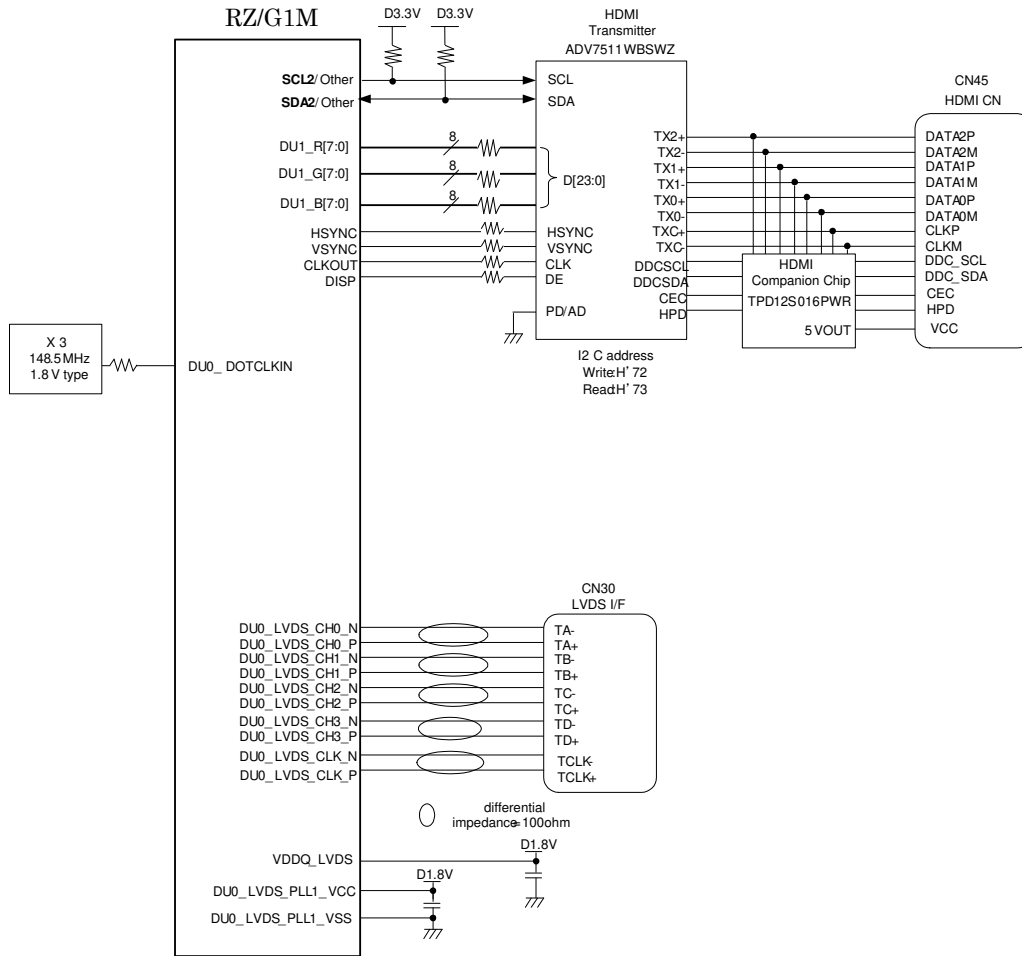 RZ/G1M
D3.3V
D3.3V
HDMI
Transmitter
ADV7511WBSWZ
SCL2/Other
SDA2/Other
SCL
SDA
CN45
HDMI CN
DU1_R[7:0]
8
DU1_G[7:0]
8
DU1_B[7:0]
8
D[23:0]
HSYNC
VSYNC
CLKOUT
DISP
HSYNC
VSYNC
CLK
DE
PD/AD
TX2+
TX2-
TX1+
TX1-
TX0+
TX0-
TXC+
TXC-
DDCSCL
DDCSDA
CEC
HPD
HDMI
Companion Chip
TPD12S016PWR
5VOUT
DATA2P
DATA2M
DATA1P
DATA1M
DATA0P
DATA0M
CLKP
CLKM
DDC_SCL
DDC_SDA
CEC
HPD
VCC
I2 C address
Write:H' 72
Read:H' 73
X 3
148.5 MHz
1.8 V type
DU0_ DOTCLKIN
CN30
LVDS I/F
DU0_LVDS_CH0_N
DU0_LVDS_CH0_P
DU0_LVDS_CH1_N
DU0_LVDS_CH1_P
DU0_LVDS_CH2_N
DU0_LVDS_CH2_P
DU0_LVDS_CH3_N
DU0_LVDS_CH3_P
DU0_LVDS_CLK_N
DU0_LVDS_CLK_P
TA-
TA+
TB-
TB+
TC-
TC+
TD-
TD+
TCLK-
TCLK+
differential
impedance=100ohm
VDDQ_LVDS
D1.8V
DU0_LVDS_PLL1_VCC
D1.8V
DU0_LVDS_PLL1_VSS